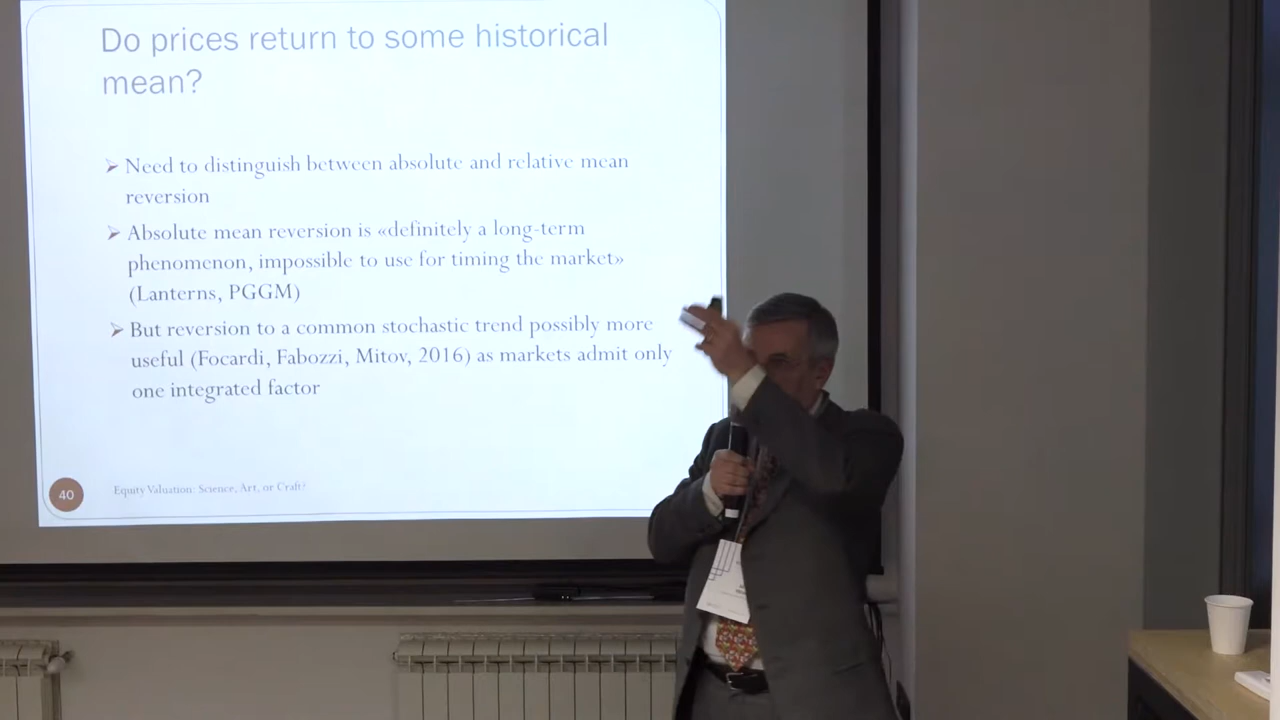 Do prices return to some historical
mean?
➢ Need to distinguish between absolute and relative mean
reversion
➢ Absolute mean reversion is «definitely a long-term
phenomenon, impossible to use for timing the market»
(Lanterns, PGGM)
➢ But reversion to a common stochastic trend possibly more
useful (Focardi, Fabozzi, Mitov, 2016) as markets admit only
one integrated factor
40
Equity Valuation: Science, Art, or Craft?